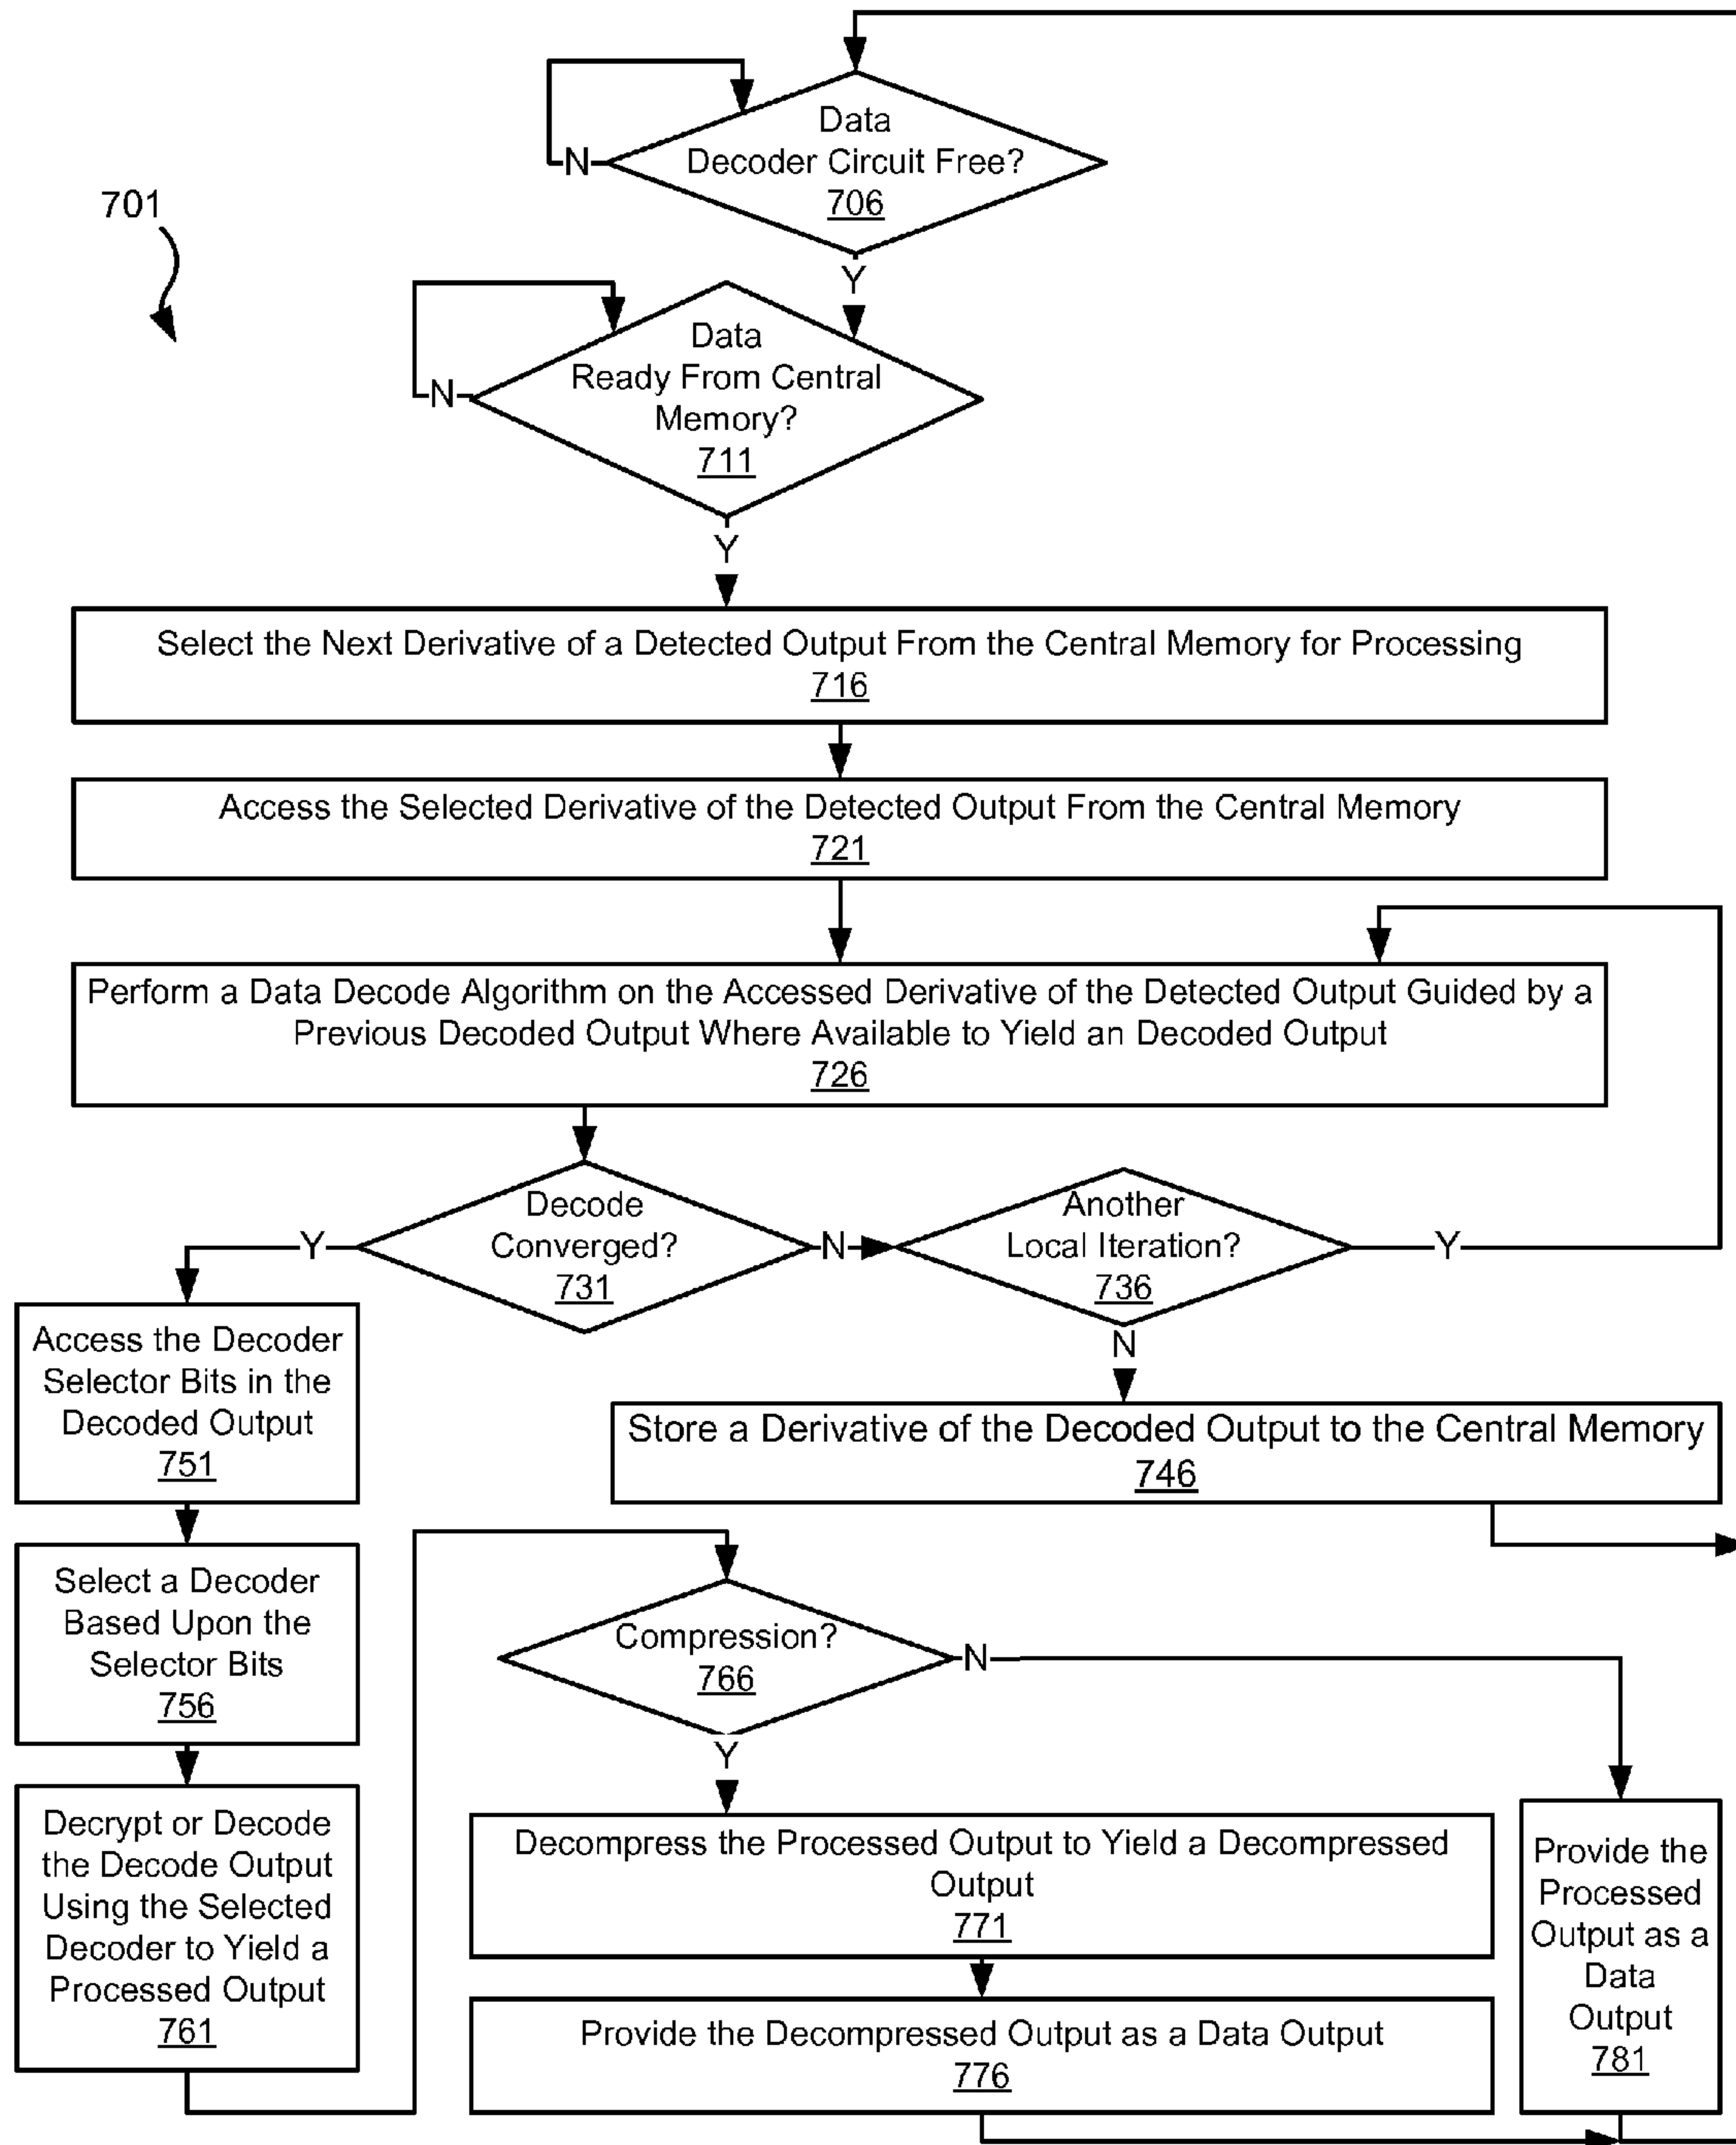 Data
Decoder Circuit Free?
706
N
701
Y
Data
Ready From Central
Memory?
711
N
Y
Select the Next Derivative of a Detected Output From the Central Memory for Processing
716
Access the Selected Derivative of the Detected Output From the Central Memory
721
Perform a Data Decode Algorithm on the Accessed Derivative of the Detected Output Guided by a
Previous Decoded Output Where Available to Yield an Decoded Output
726
Y
Decode
Converged?
731
N
Another
Local Iteration?
736
Y
N
Store a Derivative of the Decoded Output to the Central Memory
746
Access the Decoder
Selector Bits in the
Decoded Output
751
Select a Decoder
Based Upon the
Selector Bits
756
Decrypt or Decode
the Decode Output
Using the Selected
Decoder to Yield a
Processed Output
761
Compression?
766
N
Y
Decompress the Processed Output to Yield a Decompressed
Output
771
Provide the Decompressed Output as a Data Output
776
Provide the
Processed
Output as a
Data
Output
781